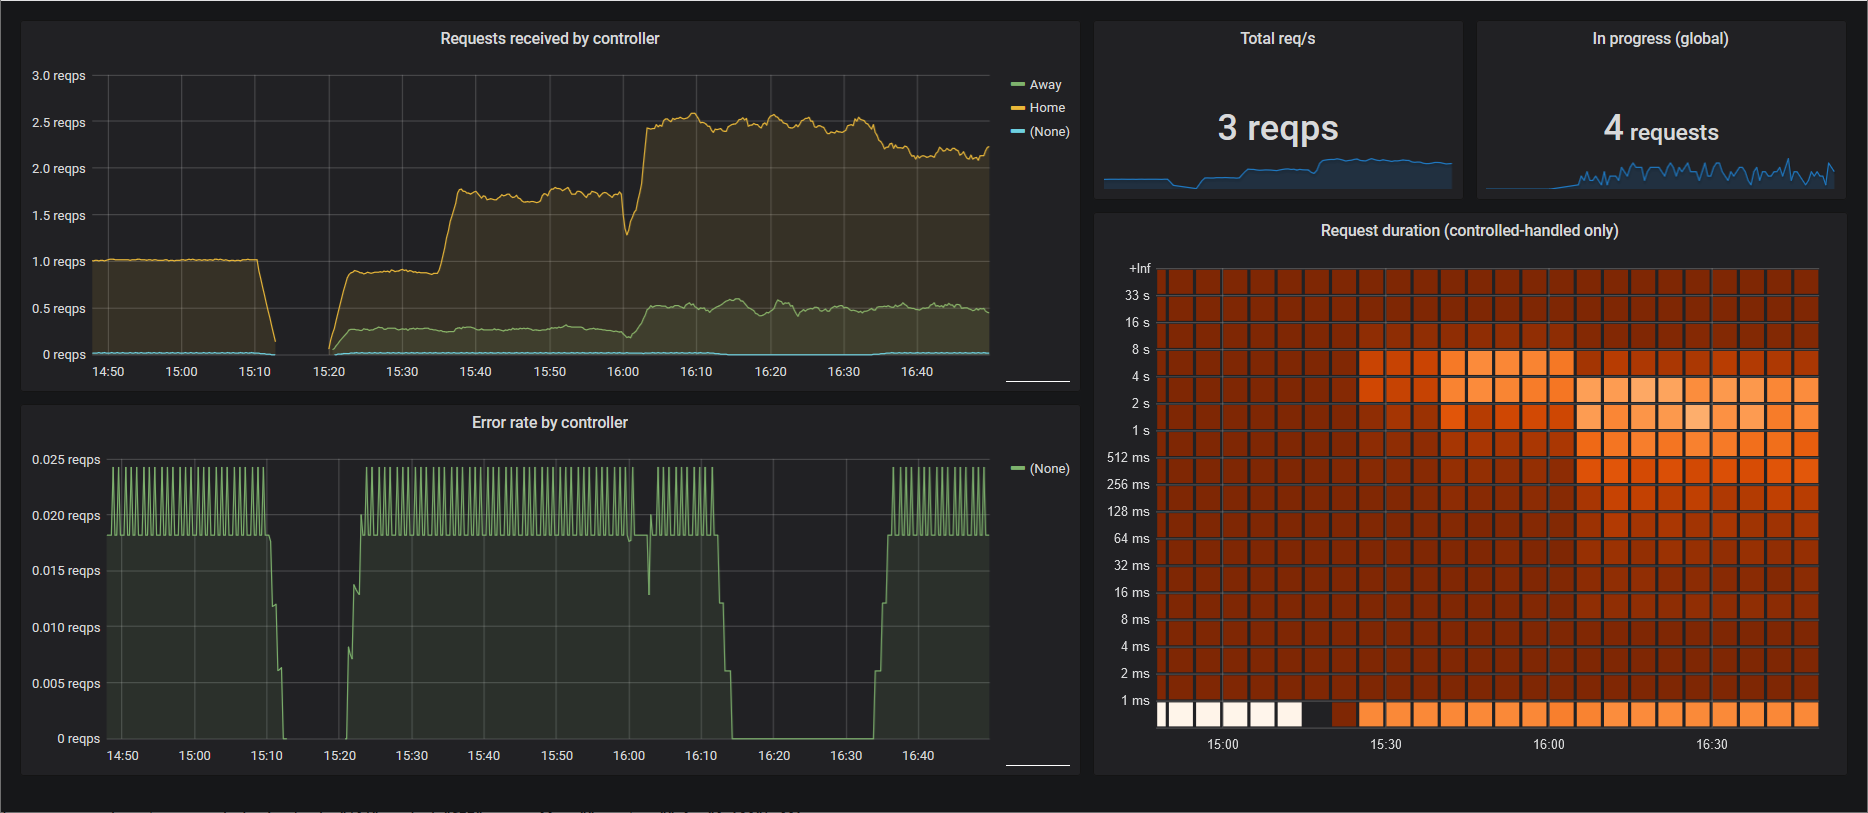 Requests received by controller
3.0 reqps
2.5 reqps
2.0 reqps
1.5 reqps
1.0 reqps
0.5 reqps
0 reqps
14:50 15:00 15:10 15:20 15:30 15:40 15:50 16:00 16:10 16:20 16:30 16:40
Away
Home
(None)
Total req/s
3 reqps
In progress (global)
4 requests
Error rate by controller
0.025 reqps
0.020 reqps
0.015 reqps
0.010 reqps
0.005 reqps
0 reqps
14:50 15:00 15:10 15:20 15:30 15:40 15:50 16:00 16:10 16:20 16:30 16:40
(None)
Request duration (controlled-handled only)
+Inf
33 s
16 s
8 s
4 s
2 s
1 s
512 ms
256 ms
128 ms
64 ms
32 ms
16 ms
8 ms
4 ms
2 ms
1 ms
15:00 15:30 16:00 16:30